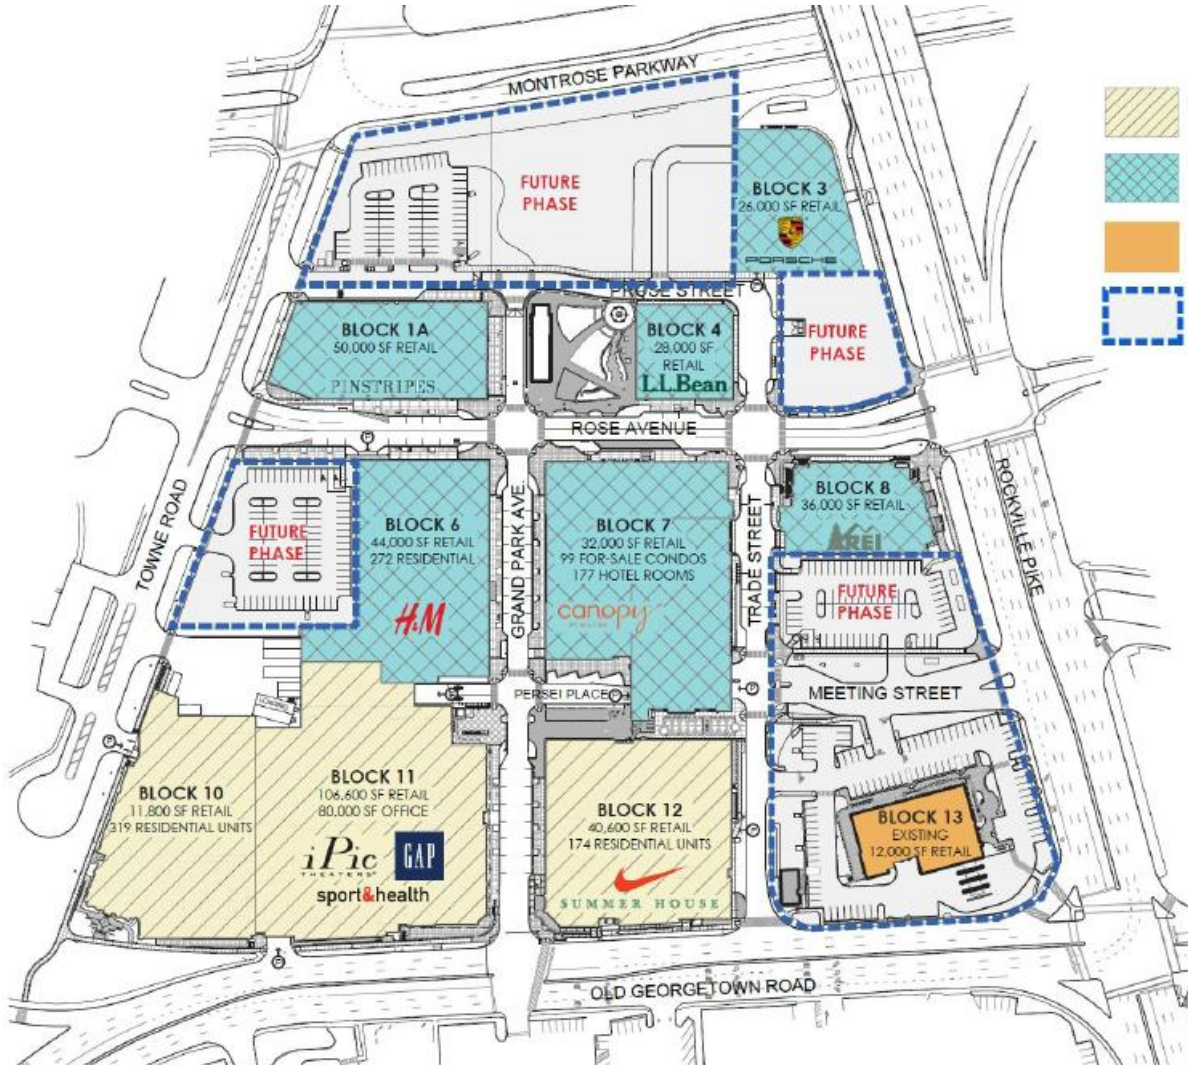 MONTROSE PARKWAY
FUTURE
PHASE
BLOCK 3
26,000 SF RETAIL
PORSCHE
PROSE STREET
BLOCK 1A
50,000 SF RETAIL
PINSTRIPES
BLOCK 4
28,000 SF
RETAIL
L.L.Bean
FUTURE
PHASE
ROSE AVENUE
TOWNE ROAD
FUTURE
PHASE
BLOCK 6
44,000 SF RETAIL
272 RESIDENTIAL
H&M
GRAND PARK AVE.
BLOCK 7
32,000 SF RETAIL
99 FOR-SALE CONDOS
177 HOTEL ROOMS
canopy
TRADE STREET
BLOCK 8
36,000 SF RETAIL
REI
ROCKVILLE PIKE
FUTURE
PHASE
MEETING STREET
PERSEI PLACE
P
LOADING
BLOCK 10
11,800 SF RETAIL
319 RESIDENTIAL UNITS
BLOCK 11
106,600 SF RETAIL
80,000 SF OFFICE
iPic
THEATERS
GAP
sport&health
BLOCK 12
40,600 SF RETAIL
174 RESIDENTIAL UNITS
SUMMER HOUSE
BLOCK 13
EXISTING
12,000 SF RETAIL
OLD GEORGETOWN ROAD